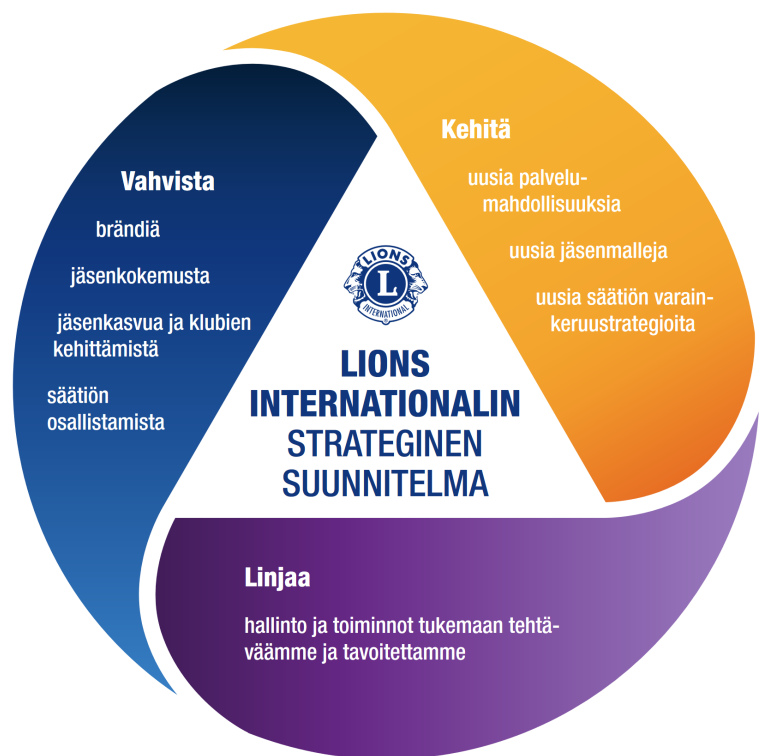 Vahvista
brändiä
jäsenkokemusta
jäsenkasvua ja klubien
kehittämistä
säätiön
osallistamista
Kehitä
uusia palvelu-
mahdollisuuksia
uusia jäsenmalleja
uusia säätiön varain-
keruustrategioita
LIONS
L
INTERNATIONAL
®
LIONS
INTERNATIONALIN
STRATEGINEN
SUUNNITELMA
Linjaa
hallinto ja toiminnot tukemaan tehtä-
väämme ja tavoitettamme